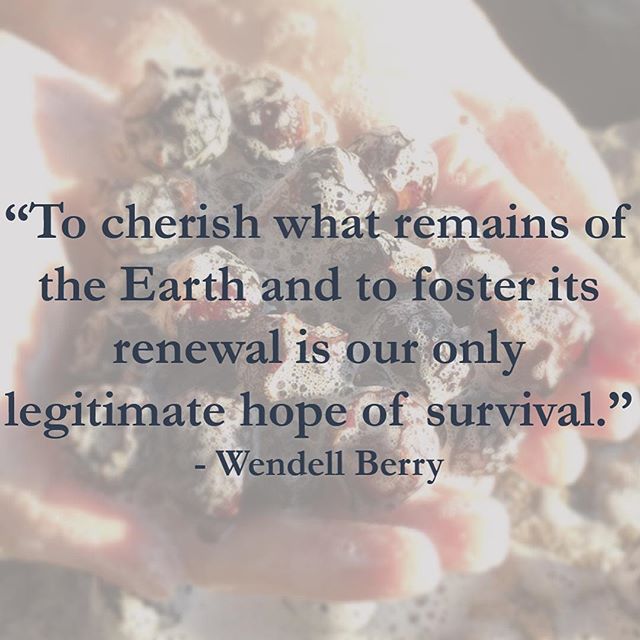 “To cherish what remains of
the Earth and to foster its
renewal is our only
legitimate hope of survival.”
- Wendell Berry